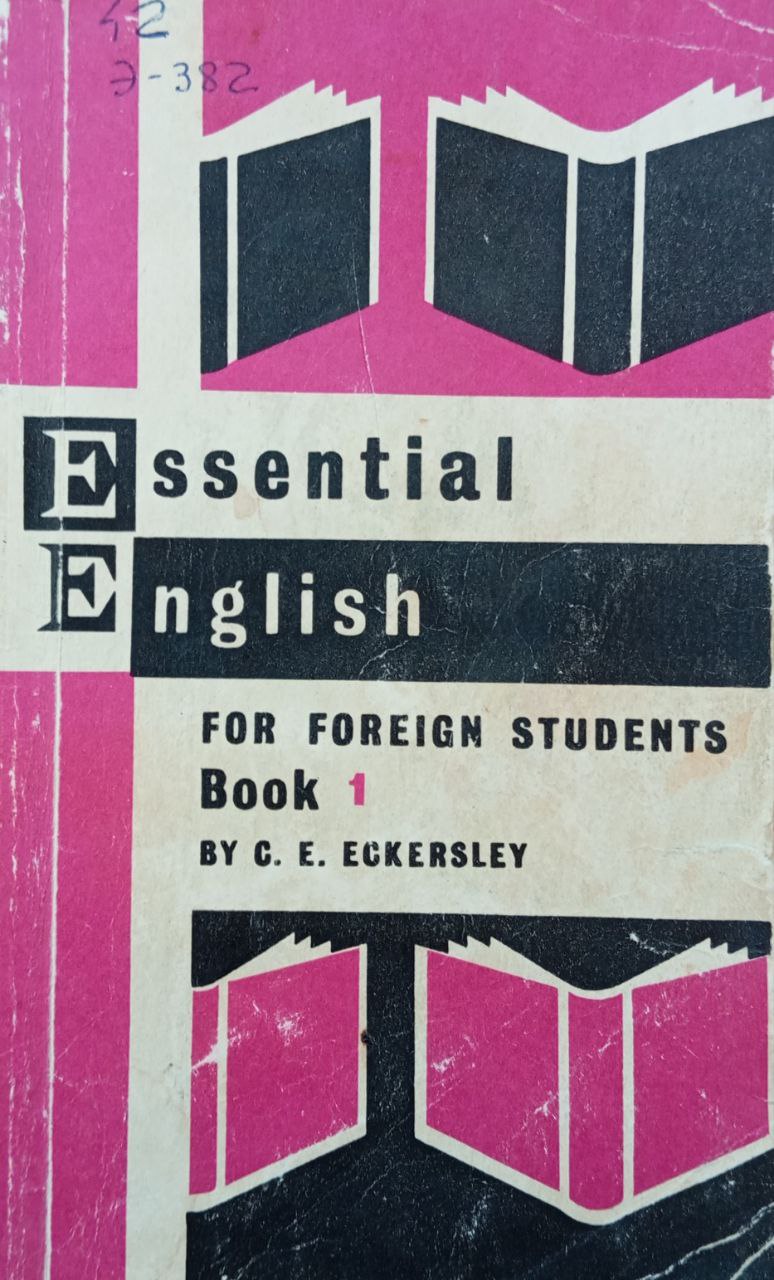 42
Э-382
Essential
English
FOR FOREIGN STUDENTS
Book 1
BY C. E. ECKERSLEY